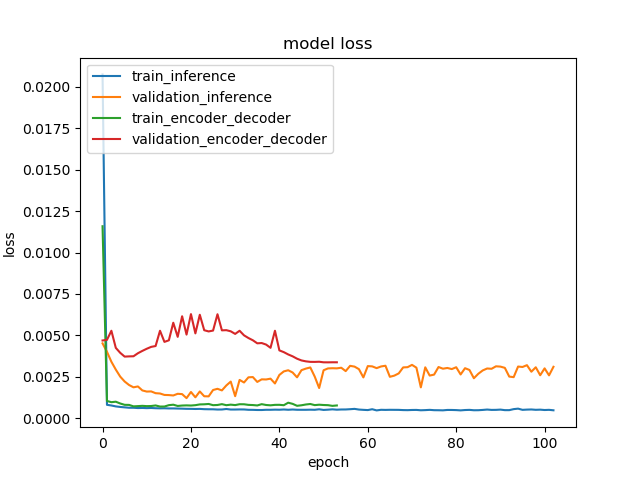 model loss
train_inference
validation_inference
train_encoder_decoder
validation_encoder_decoder
0.0200
0.0175
0.0150
0.0125
0.0100
0.0075
0.0050
0.0025
0.0000
loss
0 20 40 60 80 100
epoch